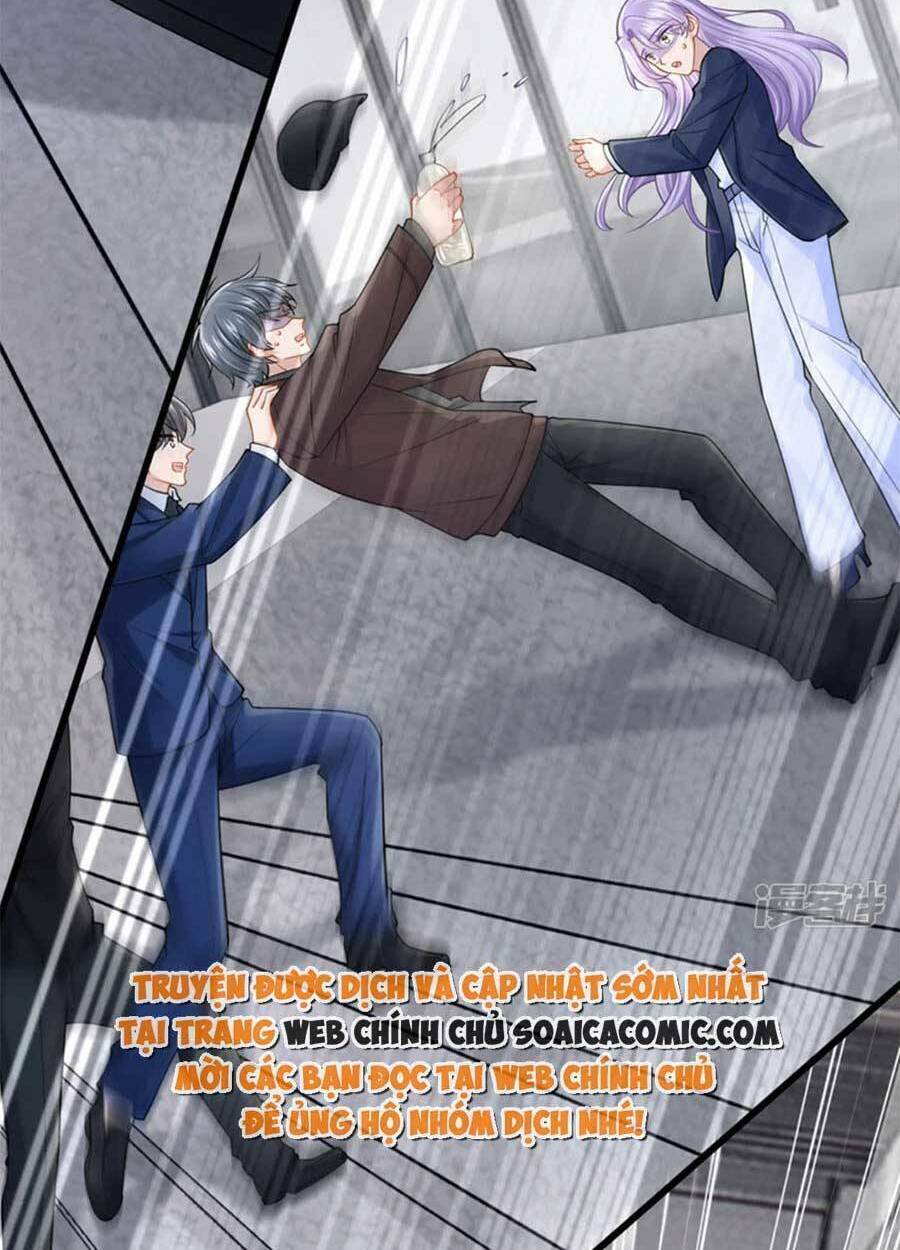 漫客栈
TRUYỆN ĐƯỢC DỊCH VÀ CẬP NHẬT SỚM NHẤT
TẠI TRANG WEB CHÍNH CHỦ SOAICACOMIC.COM
MỜI CÁC BẠN ĐỌC TẠI WEB CHÍNH CHỦ
ĐỂ ỦNG HỘ NHÓM DỊCH NHÉ!